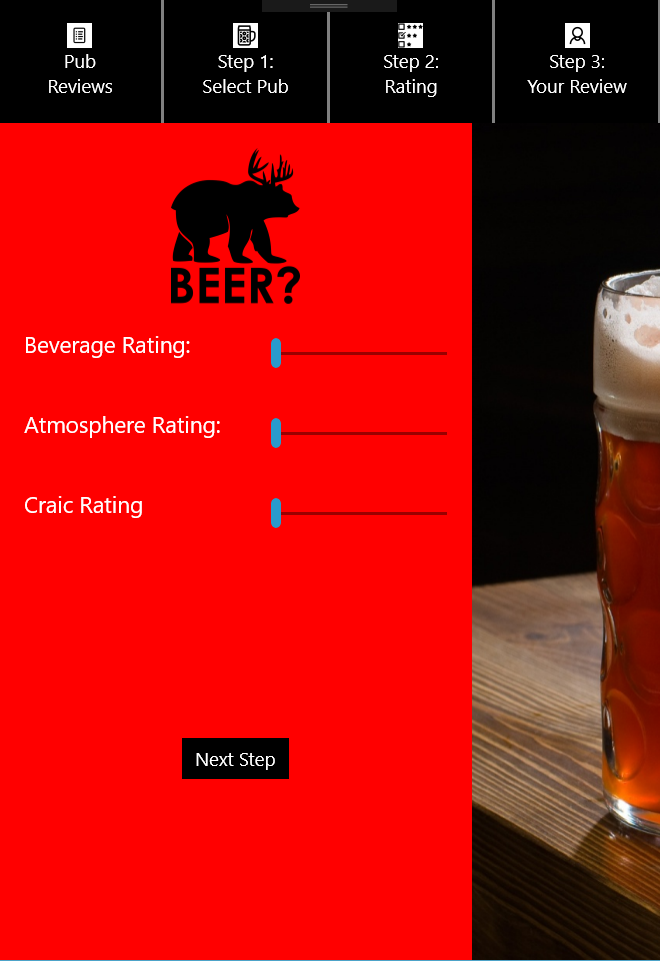 Pub
Reviews
Step 1:
Select Pub
Step 2:
Rating
Step 3:
Your Review
BEER?
Beverage Rating:
Atmosphere Rating:
Craic Rating
Next Step